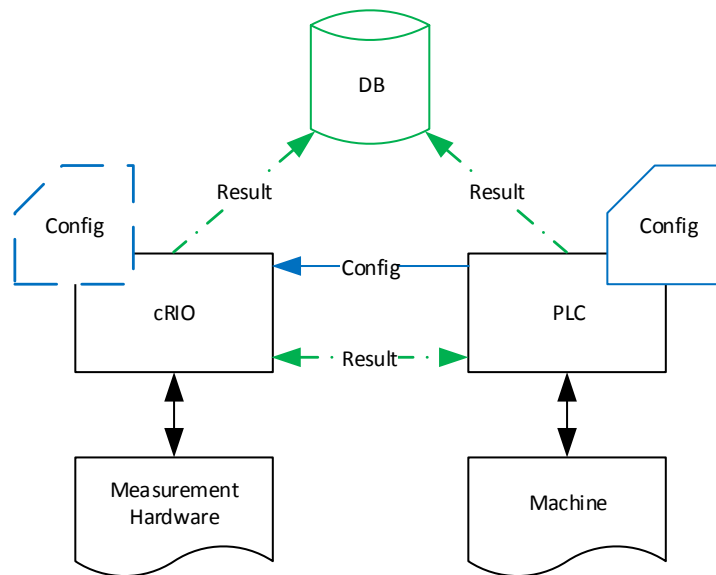 DB
Result
Result
Config
Config
Config
cRIO
PLC
Result
Measurement
Hardware
Machine